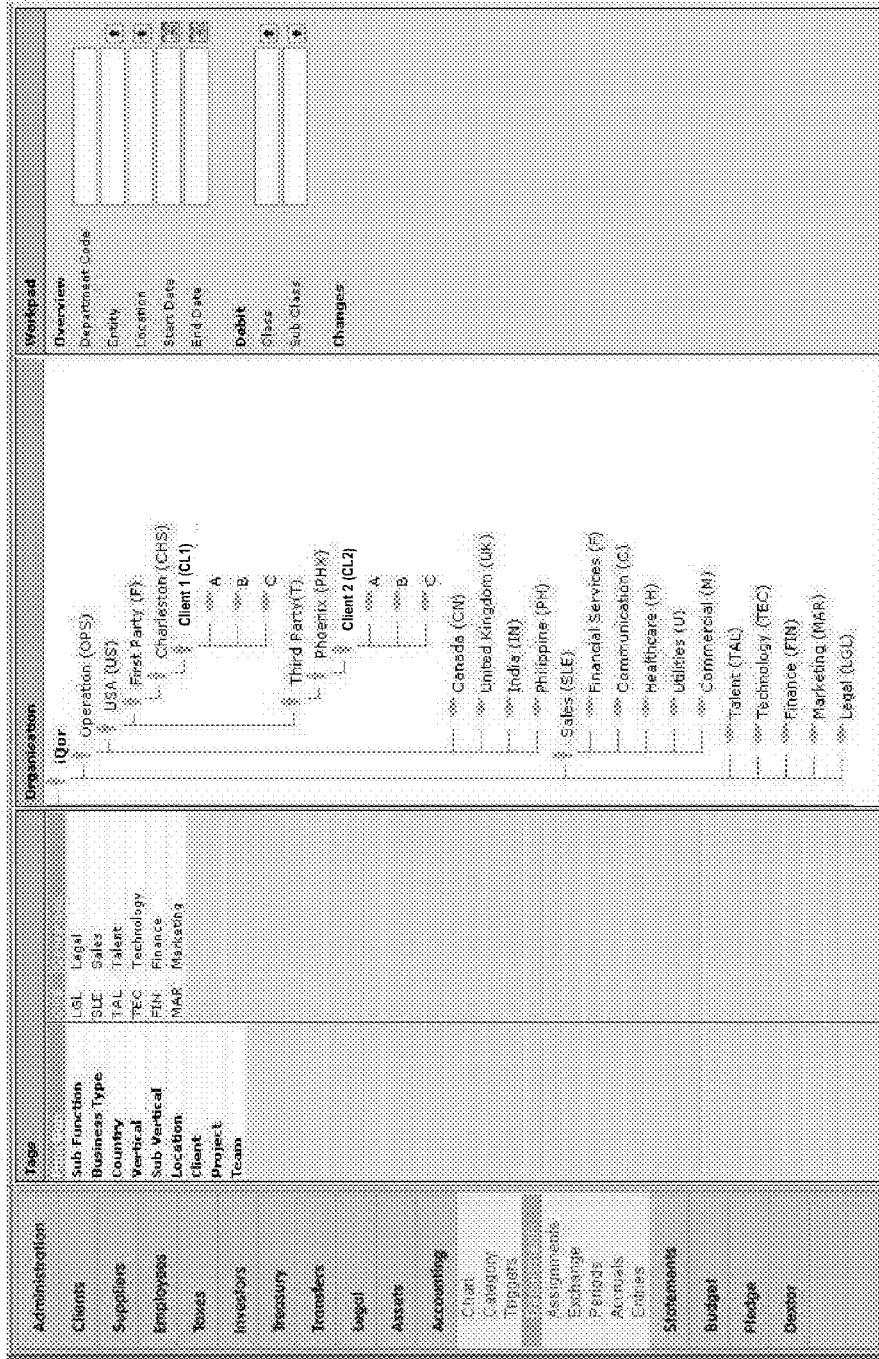 Administration
Clients
Suppliers
Employees
Taxes
Investors
Treasury
Transfers
Legal
Assets
Accounting
Chart
Category
Triggers
Assignments
Exchange
Periods
Accruals
Entries
Statements
Budget
Pledge
Dexter
Tags
Sub Function
Business Type
Country
Vertical
Sub Vertical
Location
Client
Project
Team
LGL Legal
SLE Sales
TAL Talent
TEC Technology
FIN Finance
MAR Marketing
Organization
iQor
Operation (OPS)
USA (US)
First Party (F)
Charleston (CHS)
Client 1 (CL1)
A
B
C
Third Party(T)
Phoenix (PHX)
Client 2 (CL2)
A
B
C
Canada (CN)
United Kingdom (UK)
India (IN)
Philippine (PH)
Sales (SLE)
Financial Services (F)
Communication (C)
Healthcare (H)
Utilities (U)
Commercial (M)
Talent (TAL)
Technology (TEC)
Finance (FIN)
Marketing (MAR)
Legal (LGL)
Workpad
Overview
Department Code
Entity
Location
Start Date
End Date
Debit
Class
Sub Class
Changes